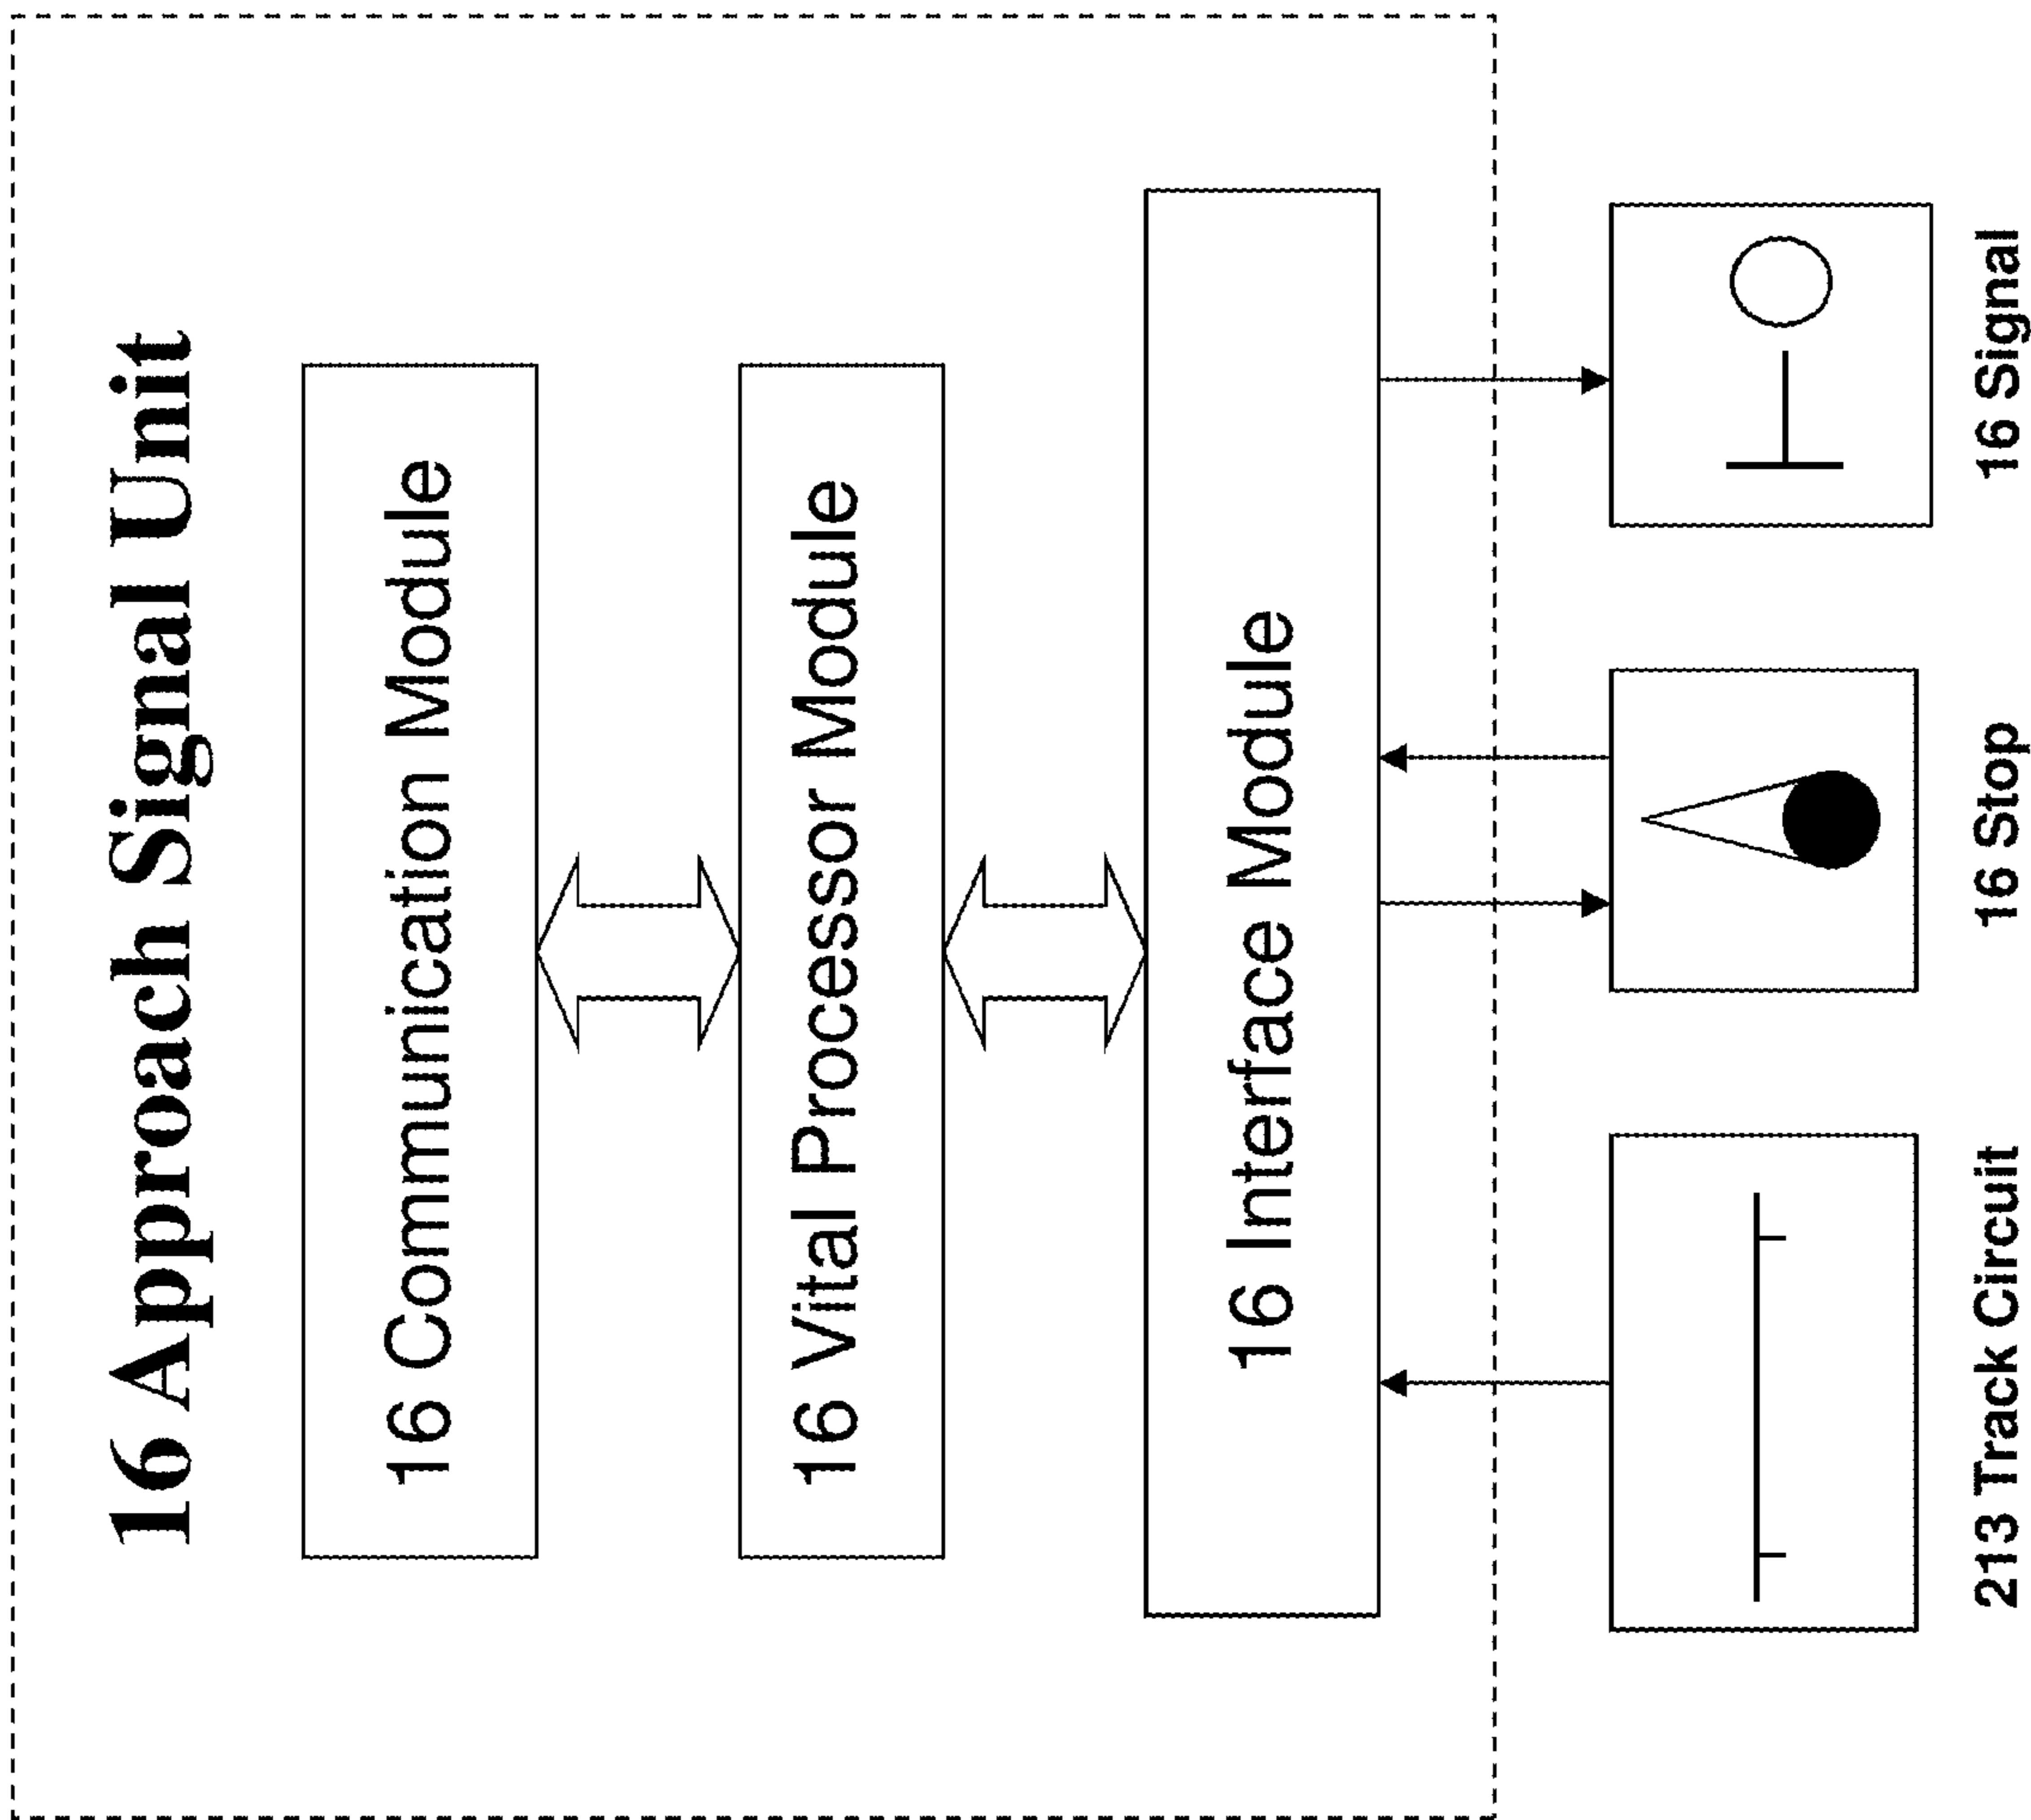 16 Approach Signal Unit
16 Communication Module
16 Vital Processor Module
16 Interface Module
213 Track Circuit
16 Stop
16 Signal